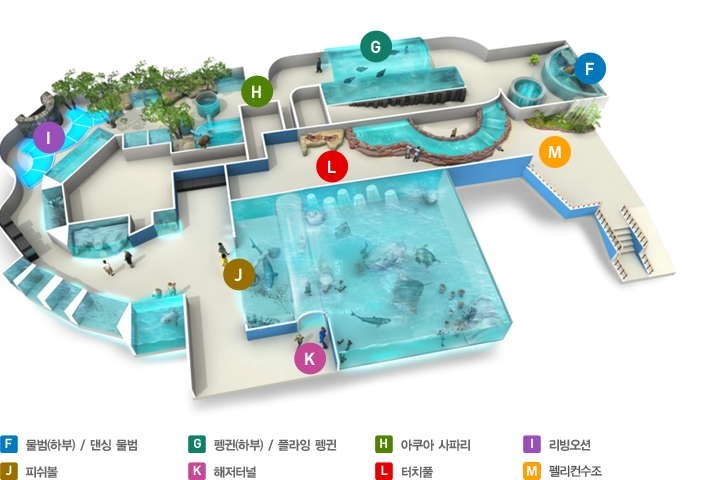 G
F
H
I
M
L
J
K
F 물범(하부) / 댄싱 물범
G 펭귄(하부) / 플라잉 펭귄
H 아쿠아 사파리
I 리빙오션
J 피쉬볼
K 해저터널
L 터치풀
M 펠리컨수조